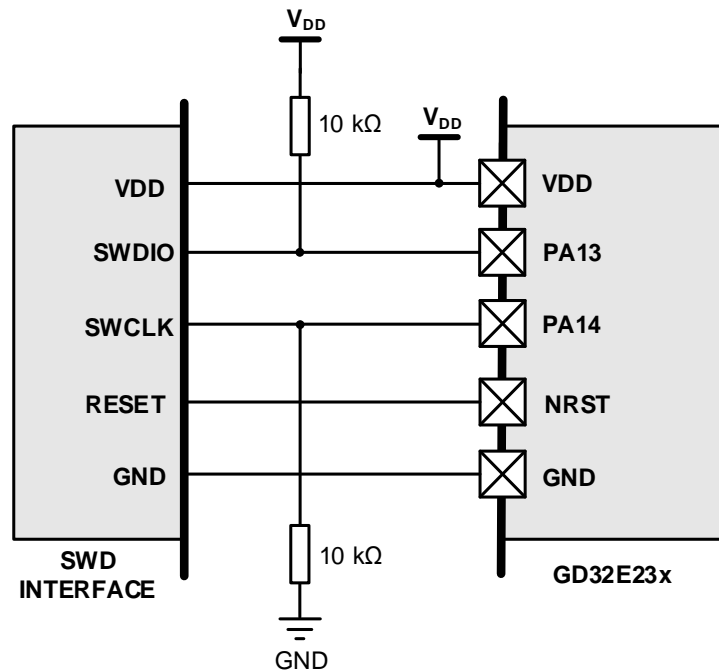 VDD
10 kΩ
VDD
VDD
VDD
SWDIO
PA13
SWCLK
PA14
RESET
NRST
GND
GND
10 kΩ
SWD
INTERFACE
GD32E23x
GND